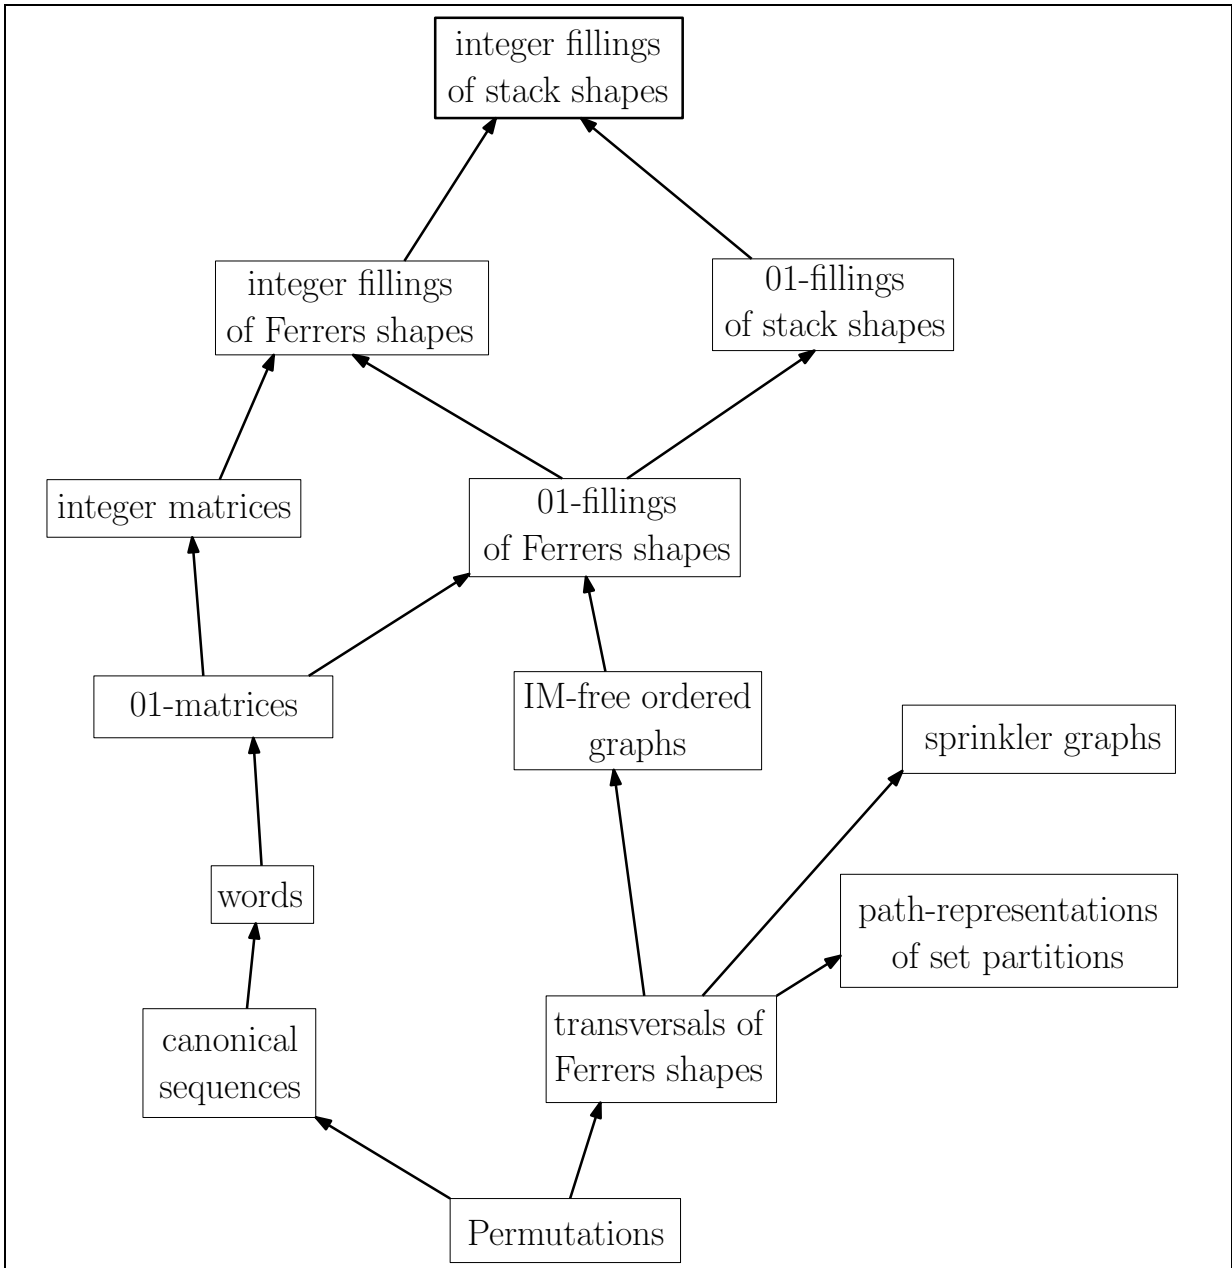 integer fillings
of stack shapes
integer fillings
of Ferrers shapes
01-fillings
of stack shapes
integer matrices
01-fillings
of Ferrers shapes
01-matrices
IM-free ordered
graphs
sprinkler graphs
words
path-representations
of set partitions
canonical
sequences
transversals of
Ferrers shapes
Permutations